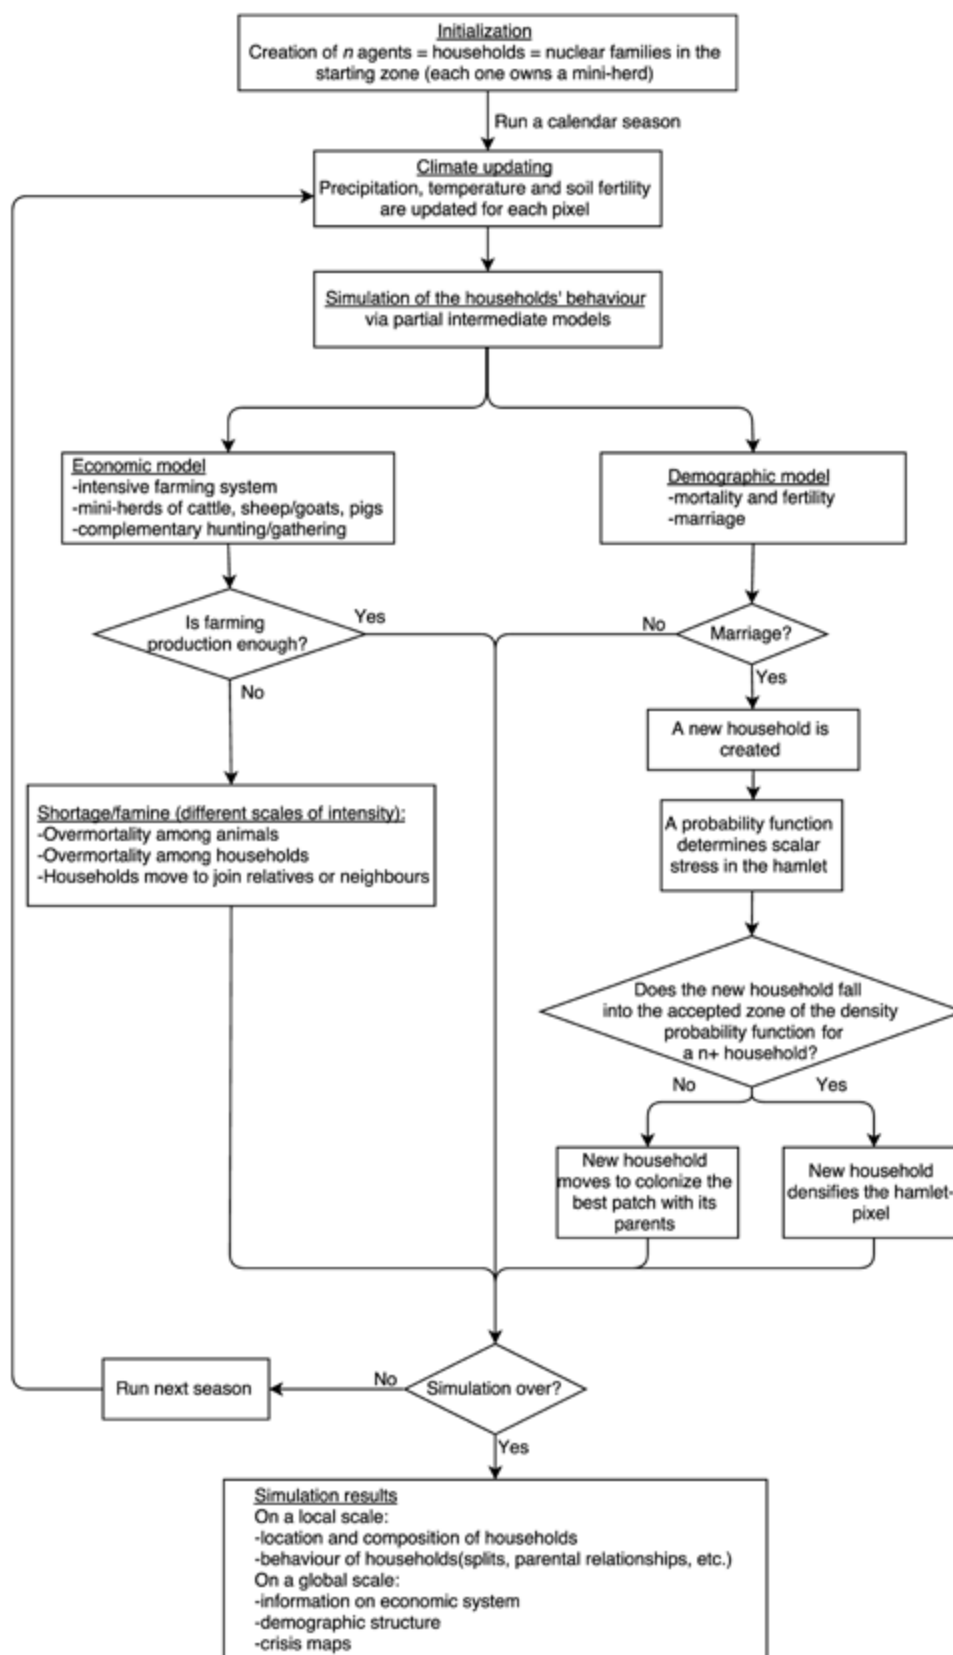 Initialization
Creation of n agents = households = nuclear families in the
starting zone (each one owns a mini-herd)
Run a calendar season
Climate updating
Precipitation, temperature and soil fertility
are updated for each pixel
Simulation of the households' behaviour
via partial intermediate models
Economic model
-intensive farming system
-mini-herds of cattle, sheep/goats, pigs
-complementary hunting/gathering
Demographic model
-mortality and fertility
-marriage
Is farming
production enough?
Yes
No
Marriage?
No
Yes
A new household is
created
Shortage/famine (different scales of intensity):
-Overmortality among animals
-Overmortality among households
-Households move to join relatives or neighbours
A probability function
determines scalar
stress in the hamlet
Does the new household fall
into the accepted zone of the density
probability function for
a n+ household?
No
Yes
New household
moves to colonize the
best patch with its
parents
New household
densifies the hamlet-
pixel
Simulation over?
No
Run next season
Yes
Simulation results
On a local scale:
-location and composition of households
-behaviour of households(splits, parental relationships, etc.)
On a global scale:
-information on economic system
-demographic structure
-crisis maps